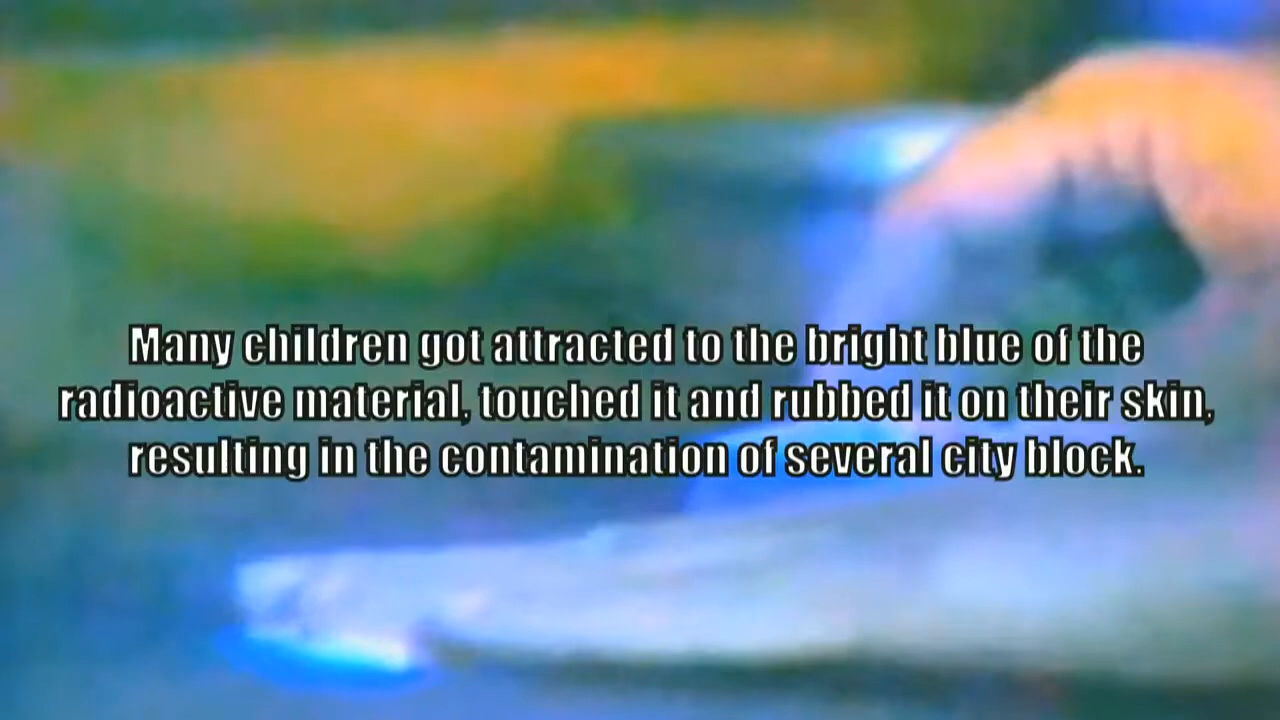 Many children got attracted to the bright blue of the
radioactive material, touched it and rubbed it on their skin,
resulting in the contamination of several city block.